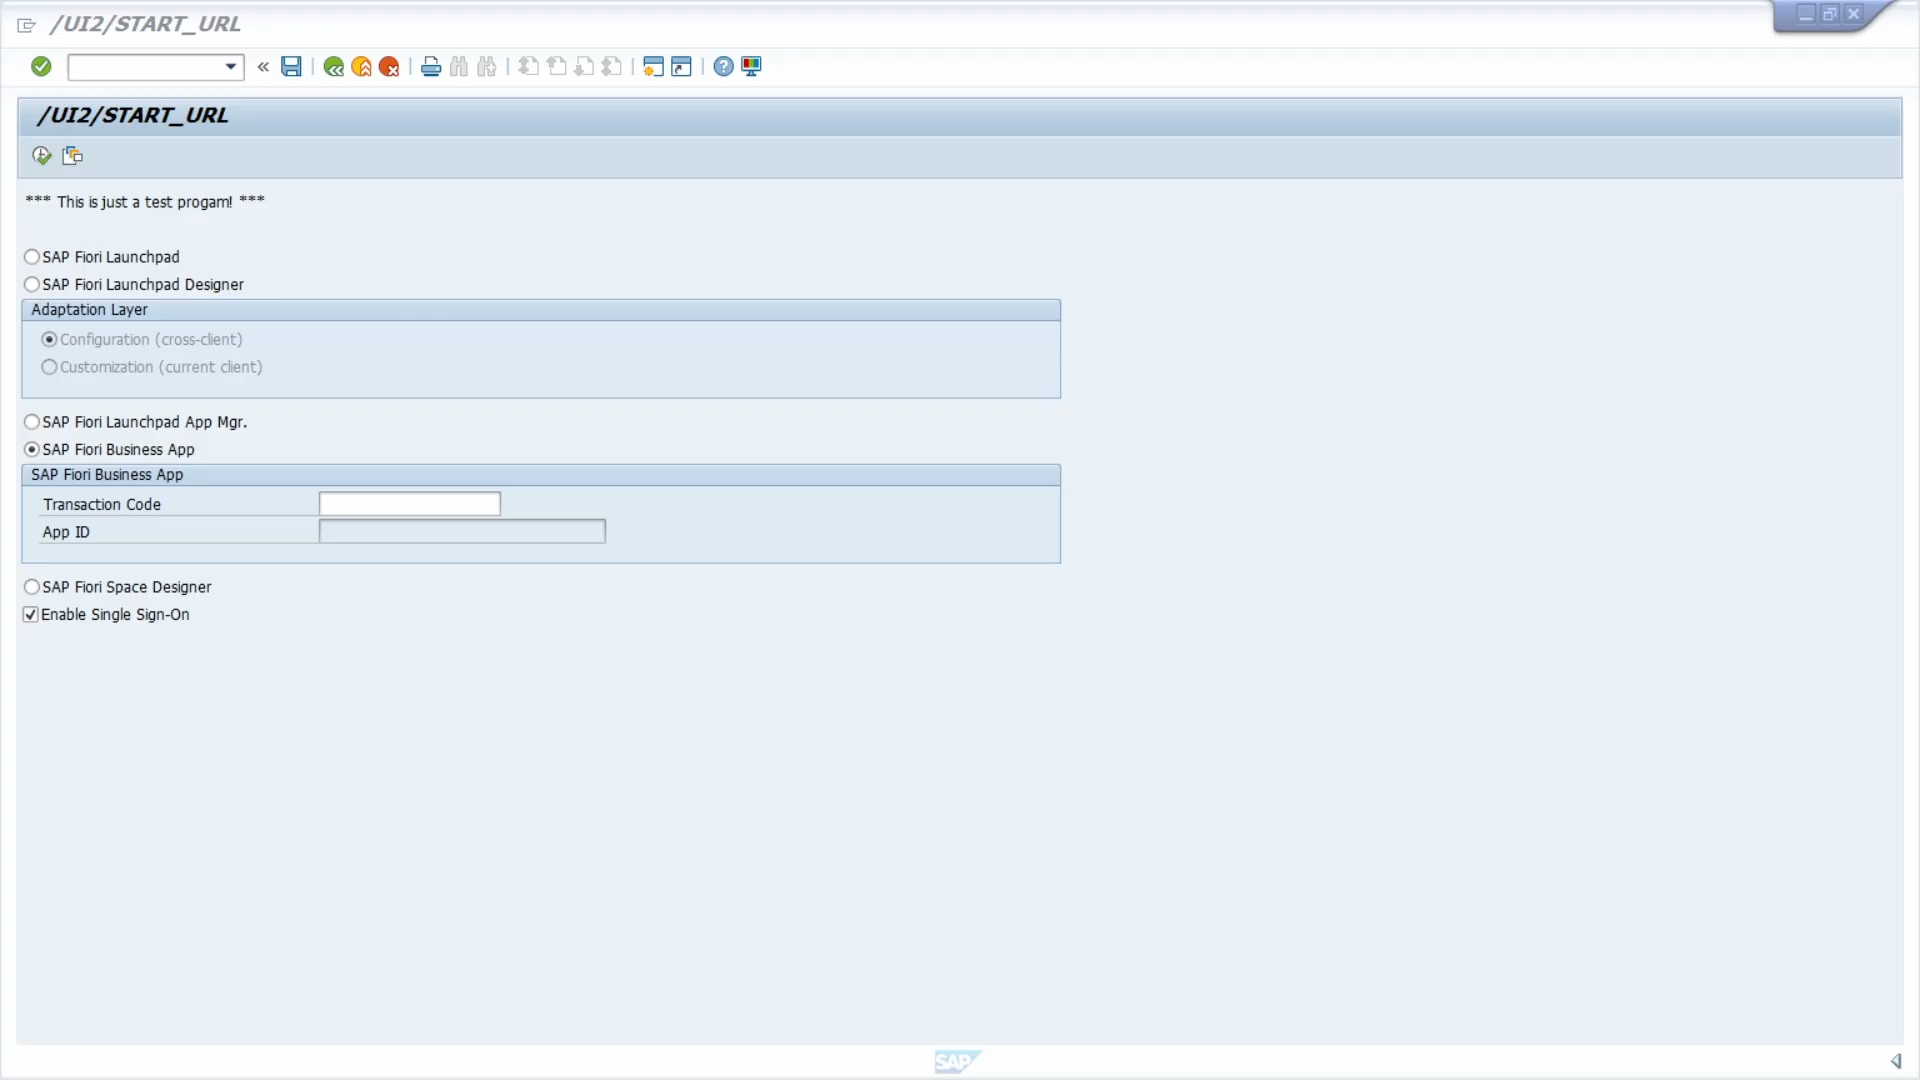 /UI2/START_URL
/UI2/START_URL
*** This is just a test progam! ***
SAP Fiori Launchpad
SAP Fiori Launchpad Designer
Adaptation Layer
Configuration (cross-client)
Customization (current client)
SAP Fiori Launchpad App Mgr.
SAP Fiori Business App
SAP Fiori Business App
Transaction Code
App ID
SAP Fiori Space Designer
Enable Single Sign-On
SAP